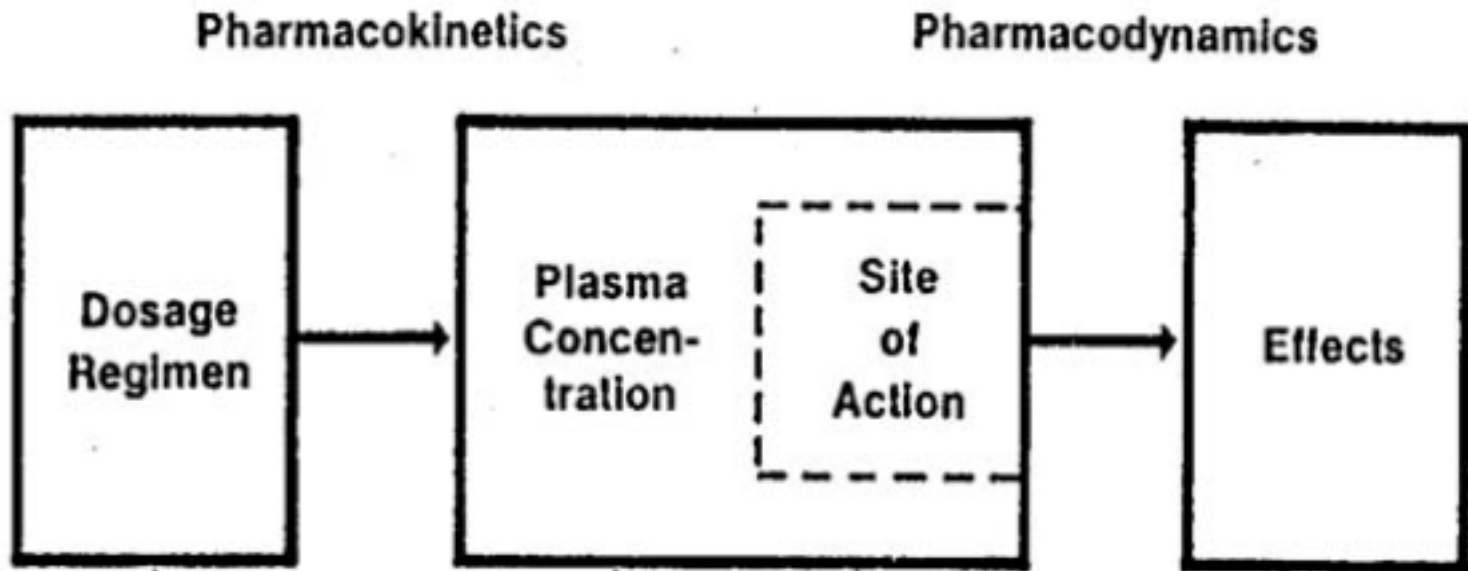 Pharmacokinetics
Pharmacodynamics
Dosage
Regimen
Plasma
Concen-
tration
Site
of
Action
Effects